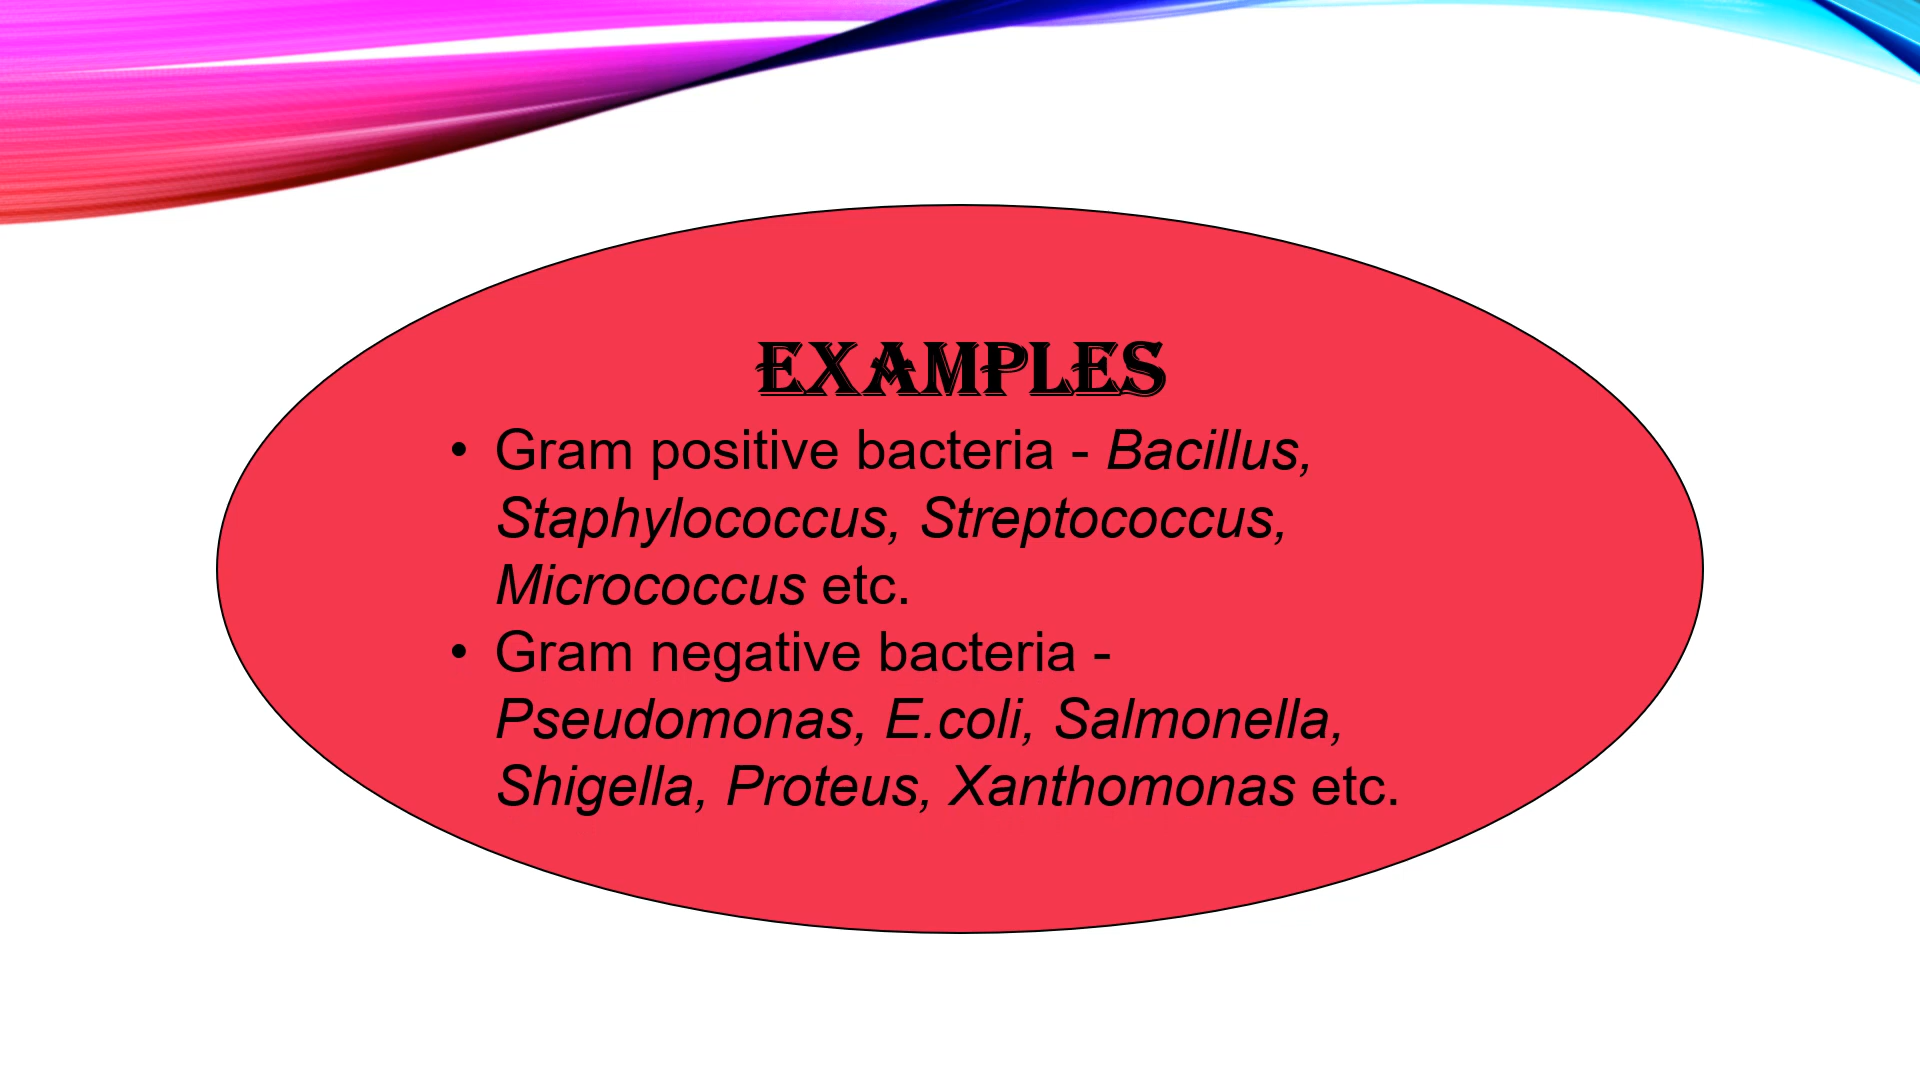 EXAMPLES
• Gram positive bacteria - Bacillus,
Staphylococcus, Streptococcus,
Micrococcus etc.
• Gram negative bacteria -
Pseudomonas, E.coli, Salmonella,
Shigella, Proteus, Xanthomonas etc.